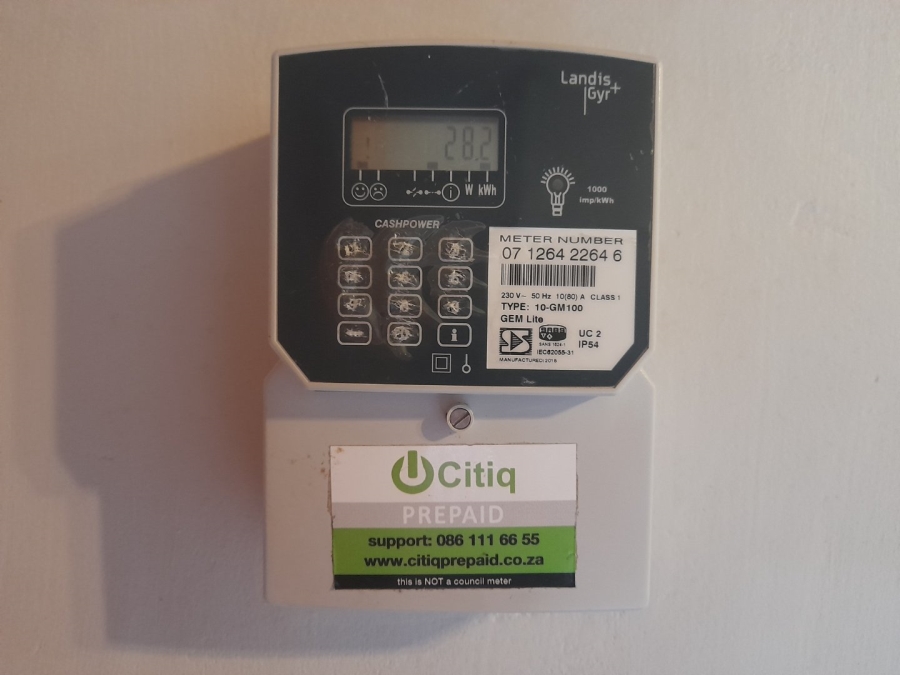 Landis
Gyr+
28.2
W kWh
1000
imp/kWh
CASHPOWER
METER NUMBER
07 1264 2264 6
230 V~ 50 Hz 10(80) A CLASS 1
TYPE: 10-GM100
GEM Lite
UC 2
IP54
IEC62055-31
i
Citiq
PREPAID
support: 086 111 66 55
www.citiqprepaid.co.za
this is NOT a council meter